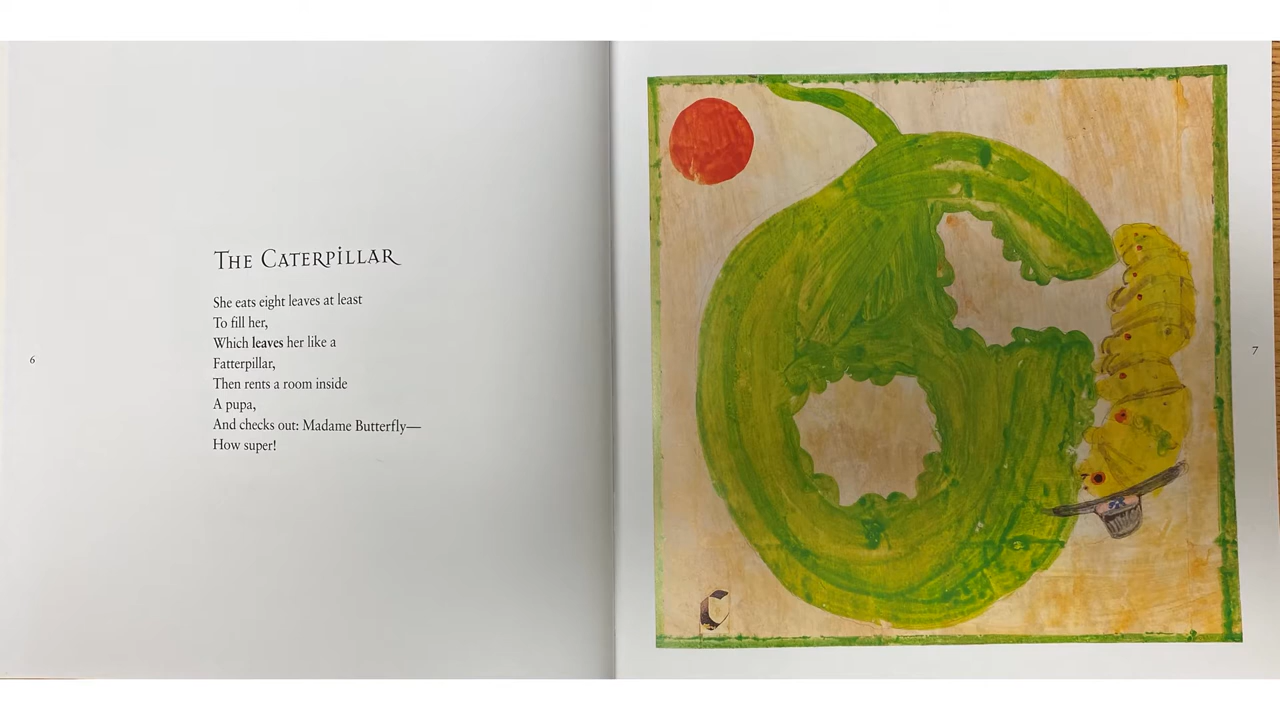 THE CATERPILLAR
She eats eight leaves at least
To fill her,
Which leaves her like a
Fatterpillar,
Then rents a room inside
A pupa,
And checks out: Madame Butterfly—
How super!
6
7
C